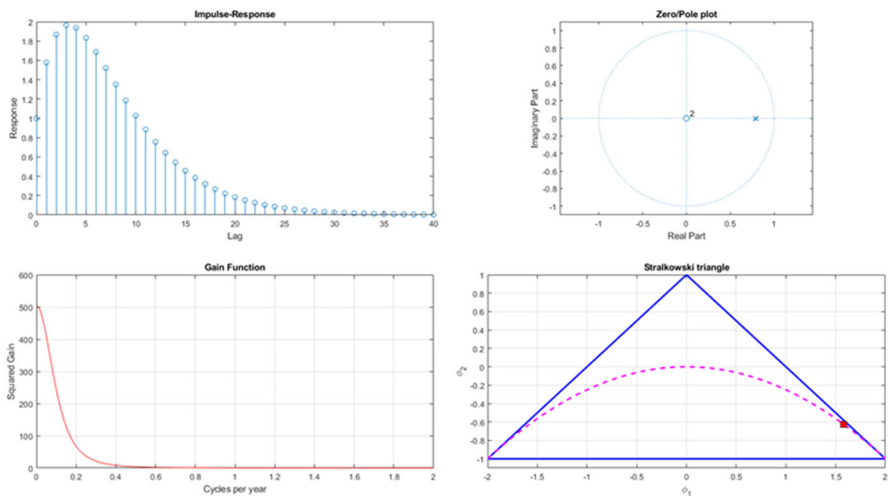 Impulse-Response
2
1.8
1.6
1.4
1.2
1
0.8
0.6
0.4
0.2
0
Response
0 5 10 15 20 25 30 35 40
Lag
Zero/Pole plot
1
0.8
0.6
0.4
0.2
0
-0.2
-0.4
-0.6
-0.8
-1
Imaginary Part
2
-1 -0.5 0 0.5 1
Real Part
Gain Function
600
500
400
300
200
100
0
Squared Gain
0 0.2 0.4 0.6 0.8 1 1.2 1.4 1.6 1.8 2
Cycles per year
Stralkowski triangle
1
0.8
0.6
0.4
0.2
0
-0.2
-0.4
-0.6
-0.8
-1
ϕ2
-2 -1.5 -1 -0.5 0 0.5 1 1.5 2
ϕ1